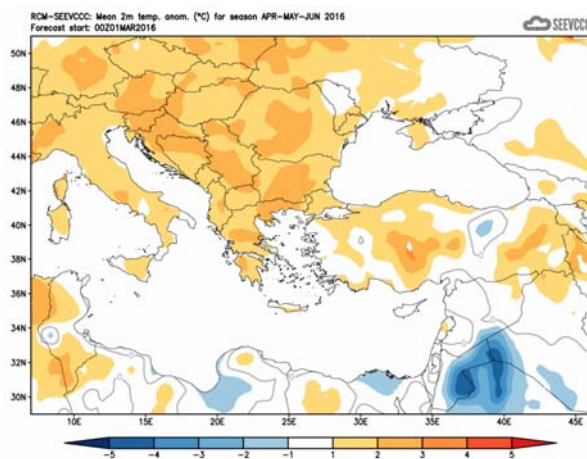 RCM-SEEVCCC: Mean 2m temp. anom. (°C) for season APR-MAY-JUN 2016
Forecast start: 00Z01MAR2016
SEEVCCC
50N
48N
46N
44N
42N
40N
38N
36N
34N
32N
30N
10E 15E 20E 25E 30E 35E 40E 45E
-5 -4 -3 -2 -1 1 2 3 4 5